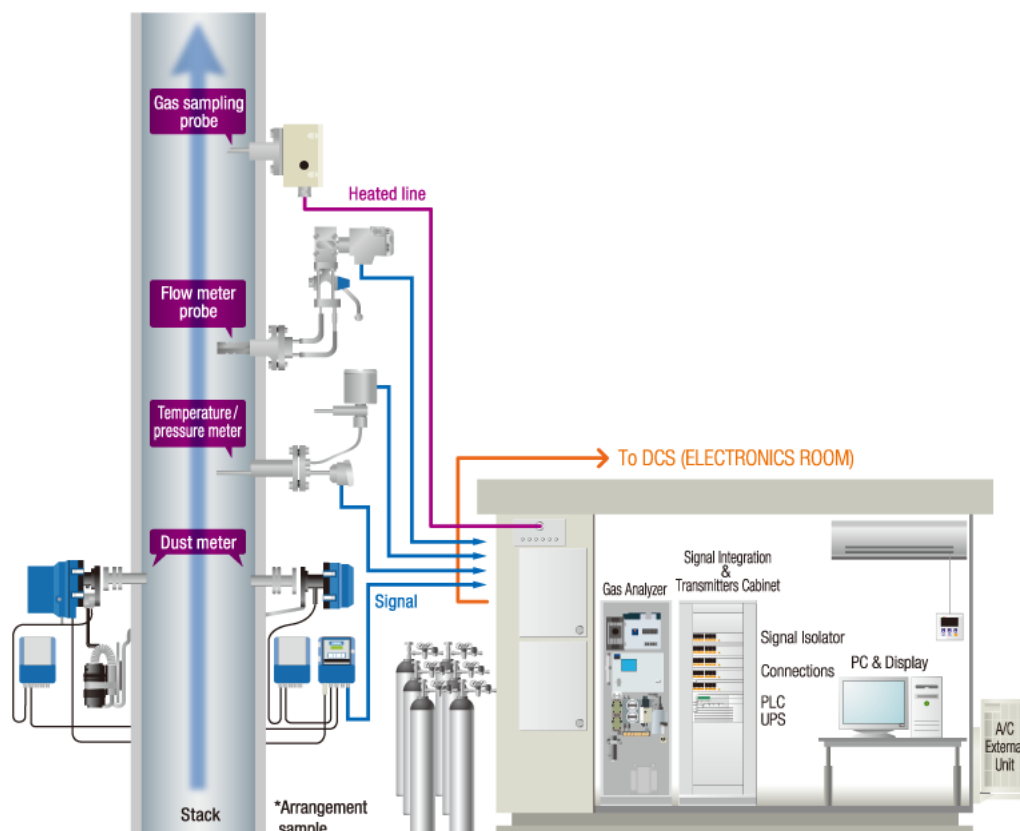 Gas sampling
probe
Heated line
Flow meter
probe
Temperature/
pressure meter
To DCS (ELECTRONICS ROOM)
Dust meter
Signal
Gas Analyzer
Signal Integration
&
Transmitters Cabinet
Signal Isolator
Connections
PLC
UPS
PC & Display
A/C
External
Unit
Stack
*Arrangement
sample